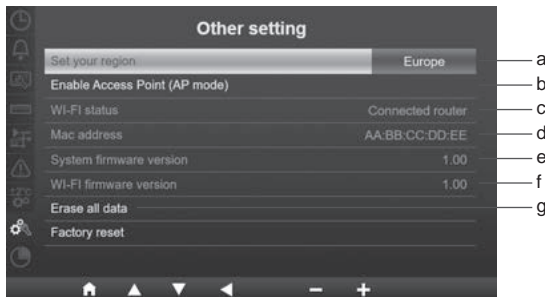 Other setting
Set your region Europe a
Enable Access Point (AP mode) b
WI-FI status Connected router c
Mac address AA:BB:CC:DD:EE d
System firmware version 1.00 e
WI-FI firmware version 1.00 f
Erase all data g
Factory reset